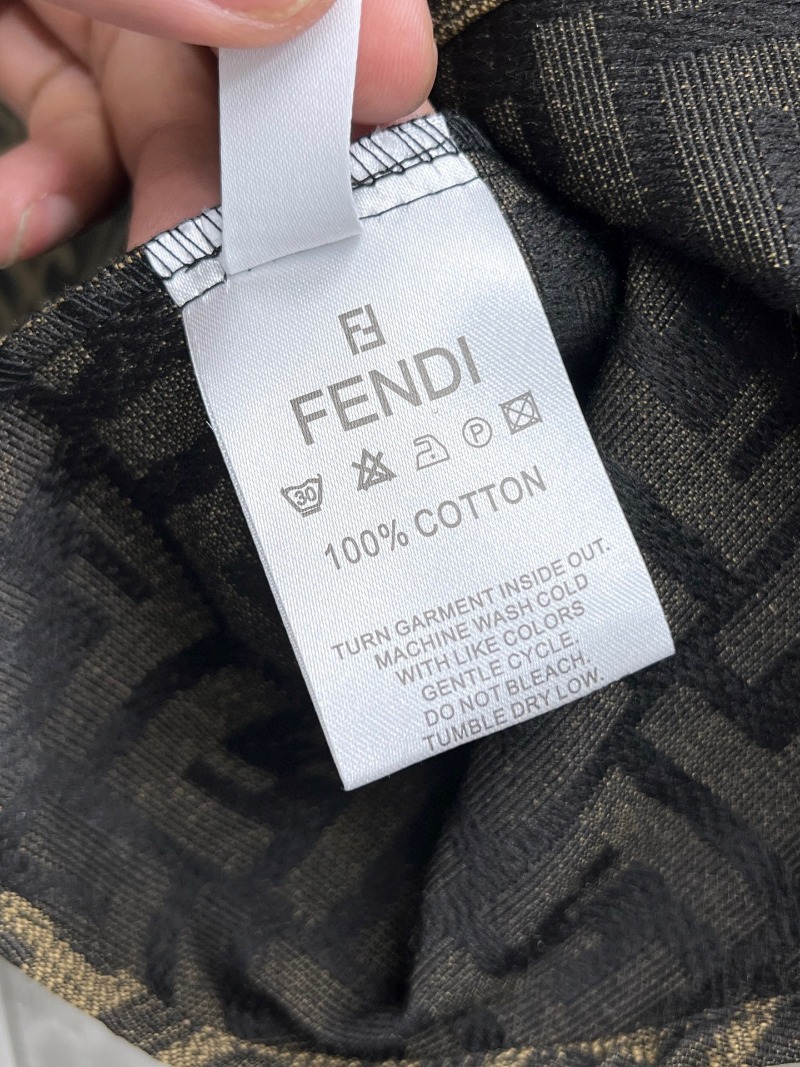 FENDI
30 P
100% COTTON
TURN GARMENT INSIDE OUT.
MACHINE WASH COLD
WITH LIKE COLORS
GENTLE CYCLE.
DO NOT BLEACH.
TUMBLE DRY LOW.